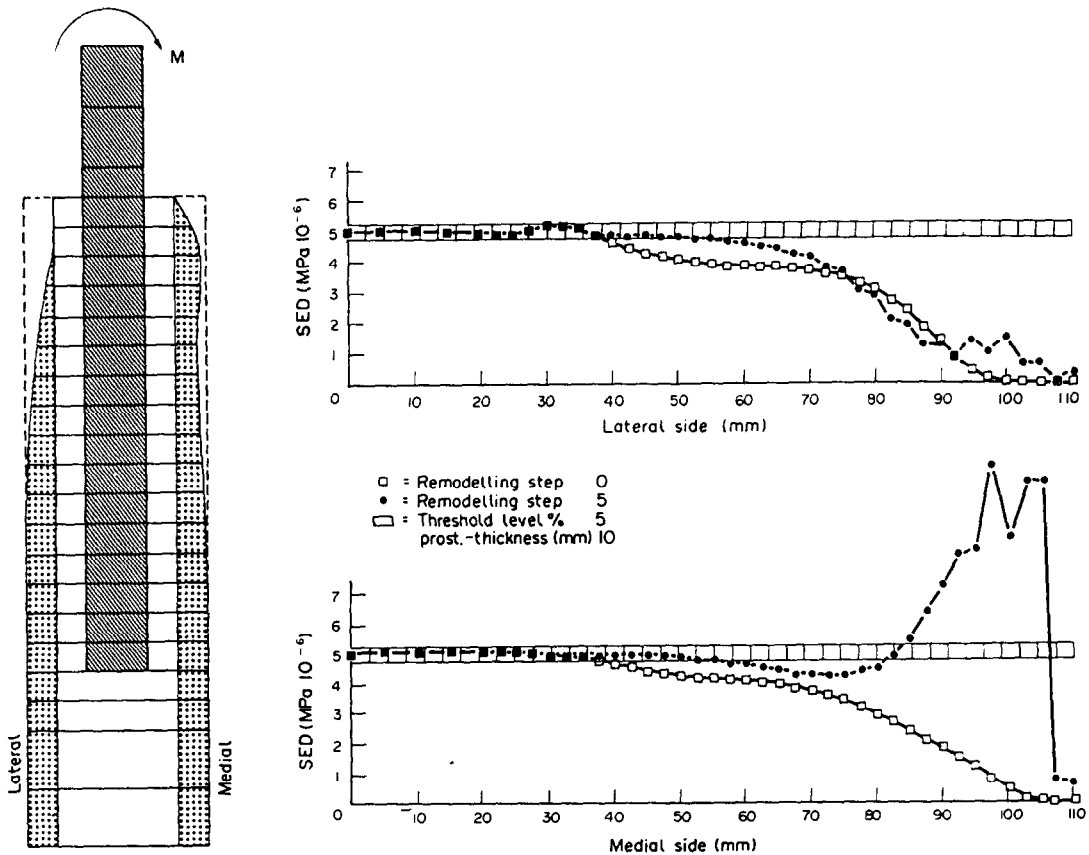 M
Lateral
Medial
7
6
5
4
3
2
1
SED (MPa 10⁻⁶)
0 10 20 30 40 50 60 70 80 90 100 110
Lateral side (mm)
□ = Remodelling step 0
● = Remodelling step 5
▭ = Threshold level % 5
prost.-thickness (mm) 10
7
6
5
4
3
2
1
SED (MPa 10⁻⁶)
0 10 20 30 40 50 60 70 80 90 100 110
Medial side (mm)